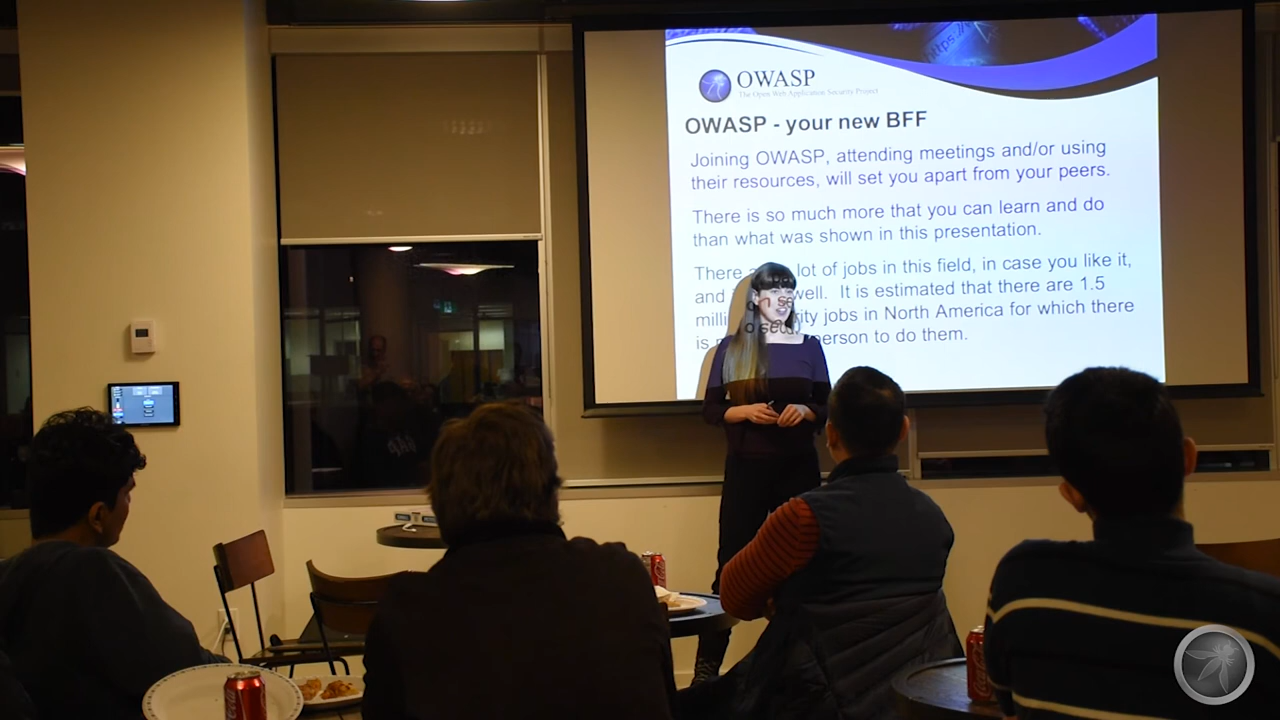 https://
OWASP
The Open Web Application Security Project
OWASP - your new BFF
Joining OWASP, attending meetings and/or using
their resources, will set you apart from your peers.
There is so much more that you can learn and do
than what was shown in this presentation.
There lot of jobs in this field, in case you like it,
and well. It is estimated that there are 1.5
jobs in North America for which there
is person to do them.